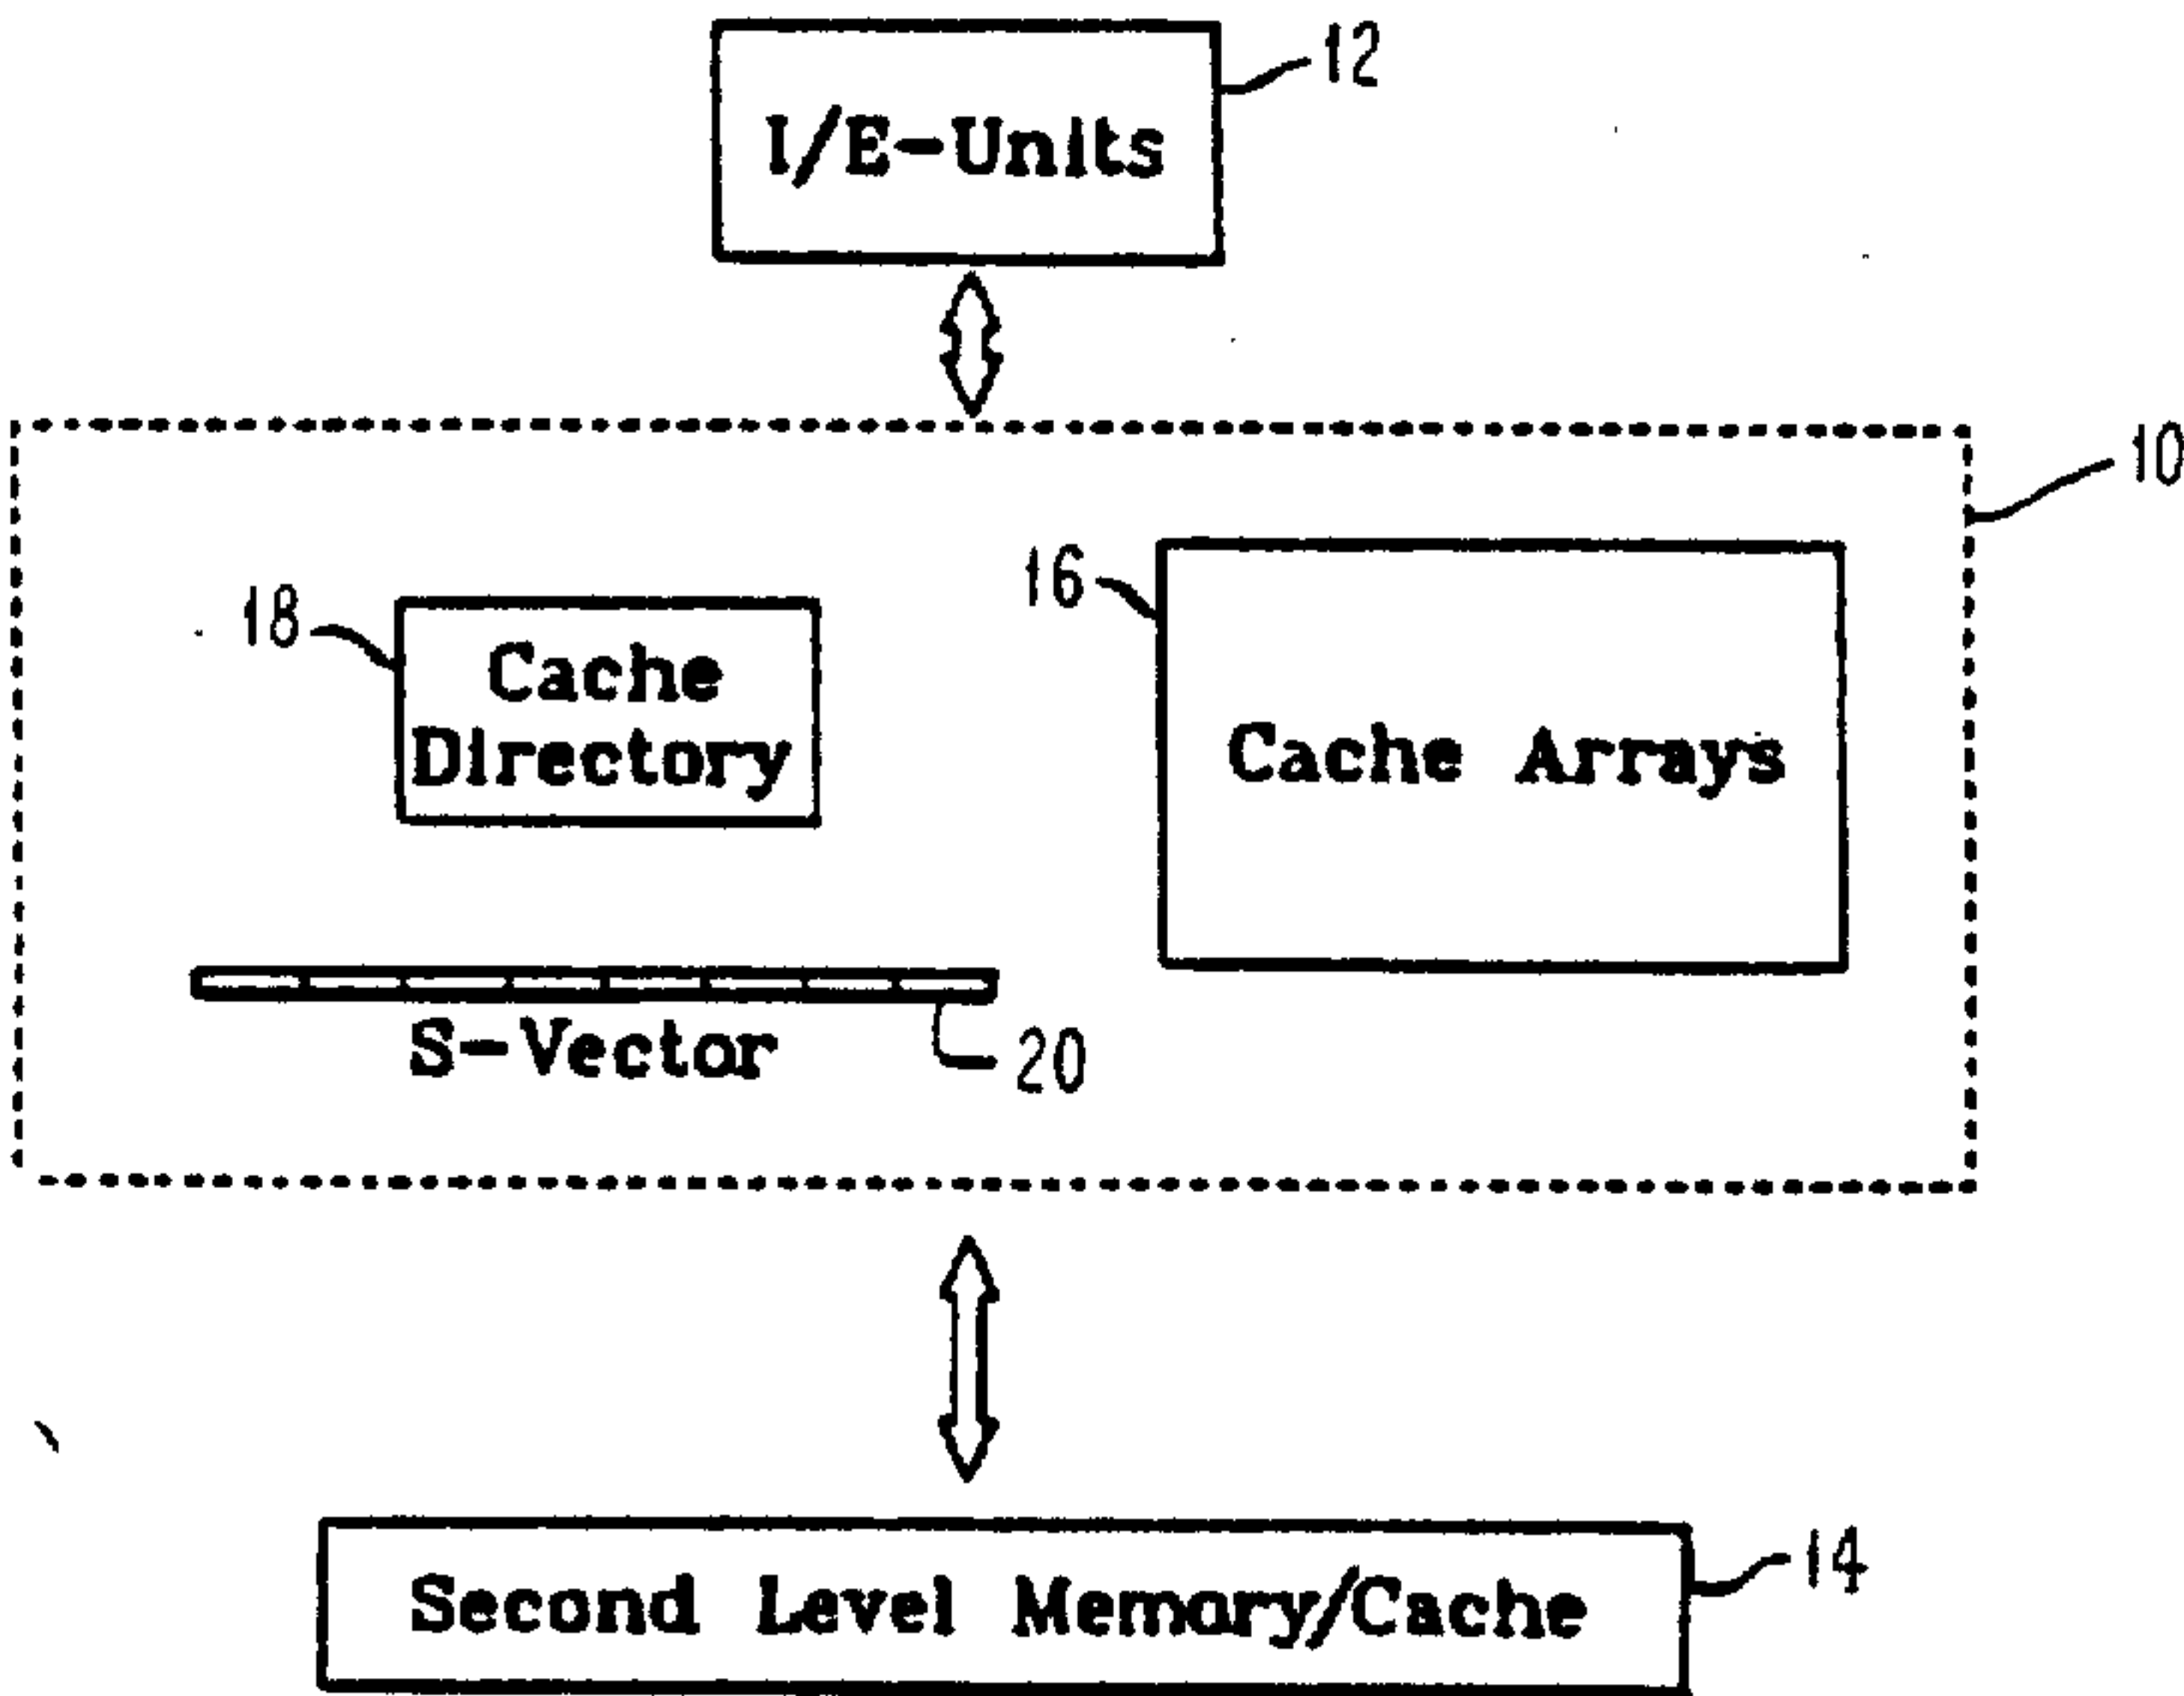 12
I/E-Units
10
16
18
Cache
Directory
Cache Arrays
S-Vector
20
14
Second Level Memory/Cache